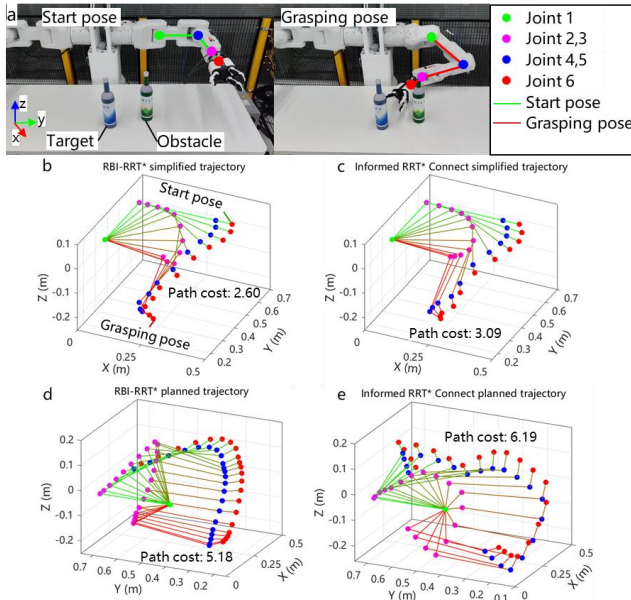 a
Start pose
Grasping pose
Joint 1
Joint 2,3
Joint 4,5
Joint 6
Start pose
Grasping pose
z
y
x
Target
Obstacle
b
RBI-RRT* simplified trajectory
Start pose
0.1
0
-0.1
-0.2
Z (m)
Path cost: 2.60
Grasping pose
0
0.25
0.5
X (m)
0.2
0.3
0.4
0.5
0.6
0.7
Y (m)
c
Informed RRT* Connect simplified trajectory
0.1
0
-0.1
-0.2
Z (m)
Path cost: 3.09
0
0.25
0.5
X (m)
0.2
0.3
0.4
0.5
0.6
0.7
Y (m)
d
RBI-RRT* planned trajectory
0.2
0.1
0
-0.1
-0.2
Z (m)
Path cost: 5.18
0.7
0.6
0.5
0.4
0.3
0.2
Y (m)
0
0.5
X (m)
e
Informed RRT* Connect planned trajectory
Path cost: 6.19
0.2
0.1
0
-0.1
-0.2
Z (m)
0.7
0.6
0.5
0.4
0.3
0.2
0.1
Y (m)
0
0.5
X (m)